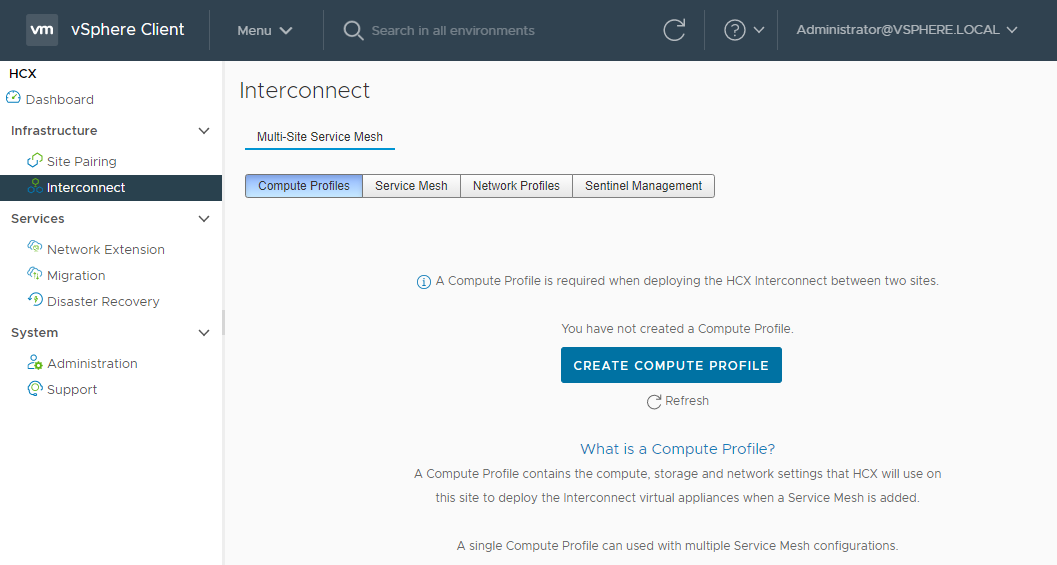 vm vSphere Client Menu Search in all environments Administrator@VSPHERE.LOCAL
HCX
Dashboard
Infrastructure
Site Pairing
Interconnect
Services
Network Extension
Migration
Disaster Recovery
System
Administration
Support
Interconnect
Multi-Site Service Mesh
Compute Profiles Service Mesh Network Profiles Sentinel Management
A Compute Profile is required when deploying the HCX Interconnect between two sites.
You have not created a Compute Profile.
CREATE COMPUTE PROFILE
Refresh
What is a Compute Profile?
A Compute Profile contains the compute, storage and network settings that HCX will use on
this site to deploy the Interconnect virtual appliances when a Service Mesh is added.
A single Compute Profile can used with multiple Service Mesh configurations.